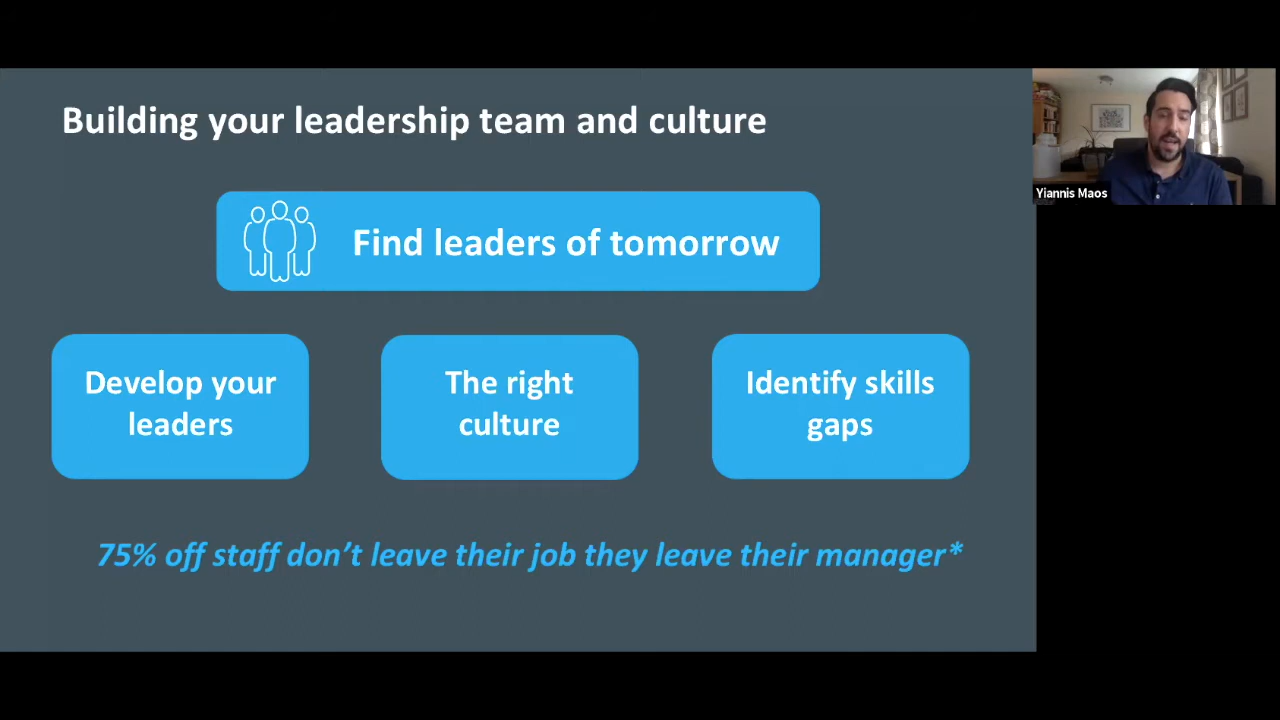 Building your leadership team and culture
Yiannis Maos
Find leaders of tomorrow
Develop your
leaders
The right
culture
Identify skills
gaps
75% off staff don’t leave their job they leave their manager*